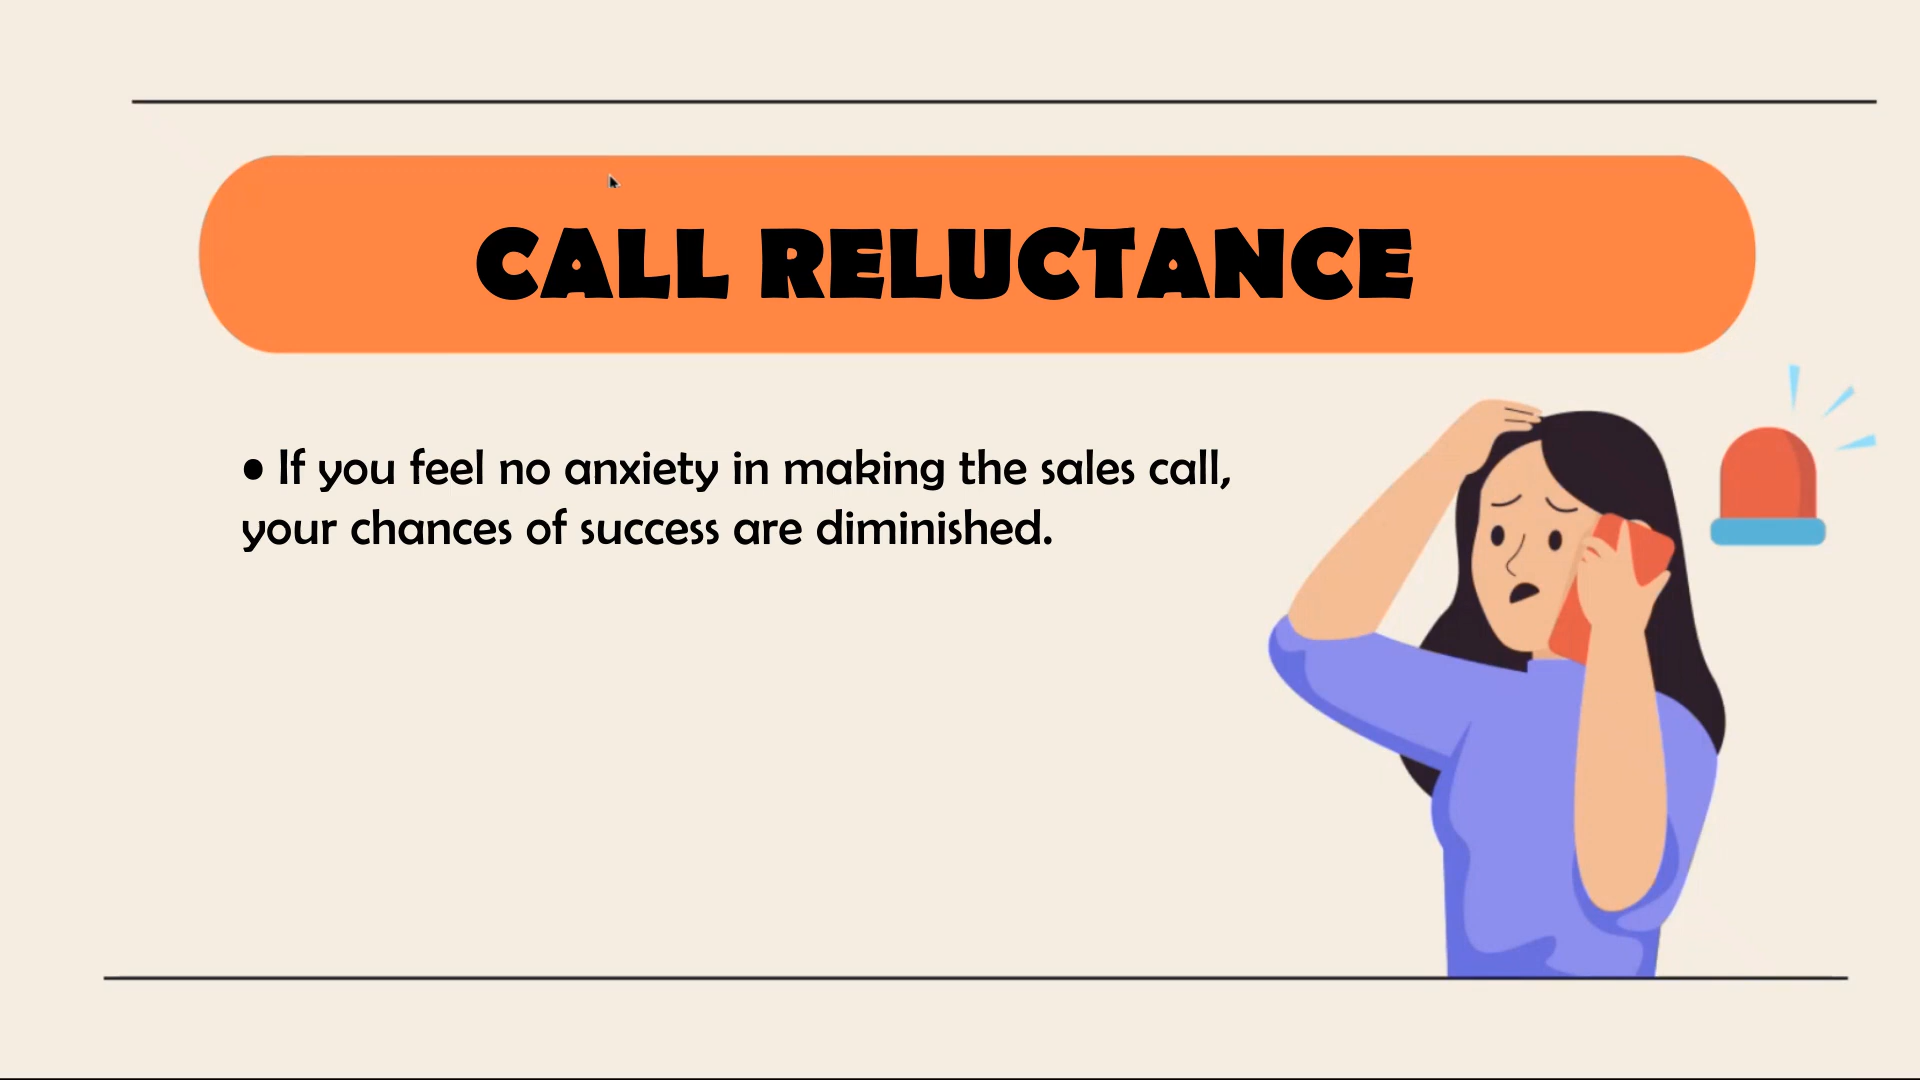 CALL RELUCTANCE
• If you feel no anxiety in making the sales call,
your chances of success are diminished.